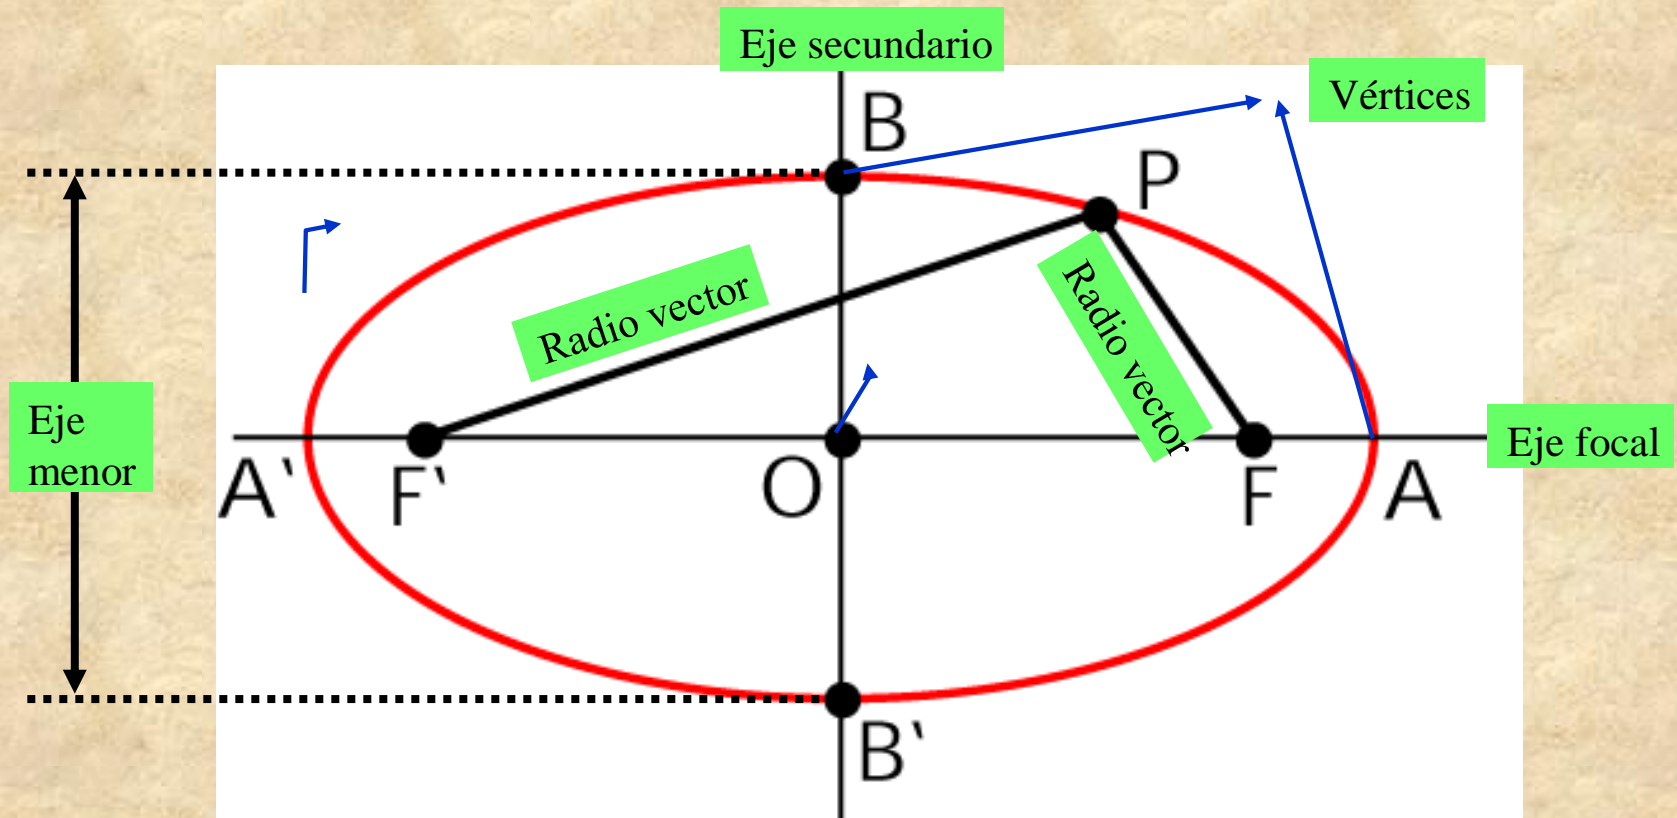 Eje secundario
Vértices
B
P
Radio vector
Radio vector
Eje
menor
Eje focal
A‘
F‘
O
F
A
B‘